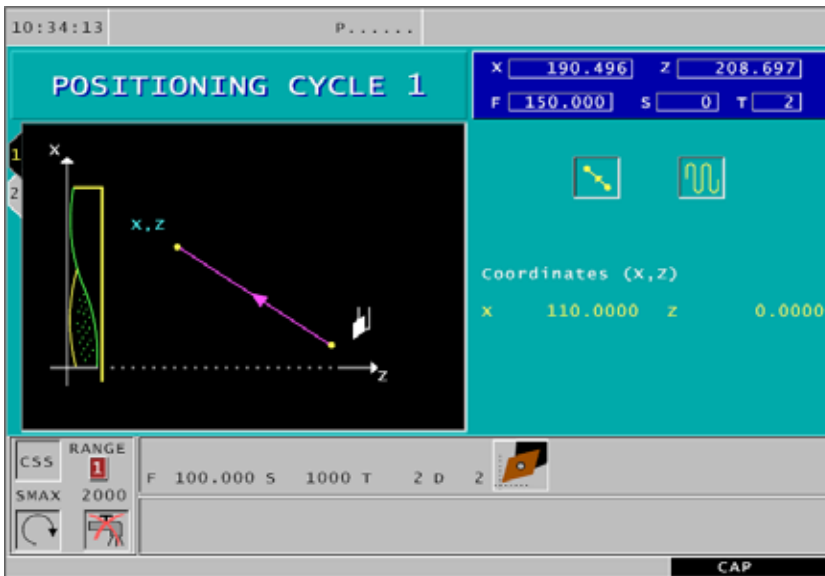 10:34:13 P......
POSITIONING CYCLE 1
X 190.496 Z 208.697
F 150.000 S 0 T 2
1
2
X
X,Z
Z
Coordinates (X,Z)
X 110.0000 Z 0.0000
CSS RANGE
1
SMAX 2000
F 100.000 S 1000 T 2 D 2
CAP